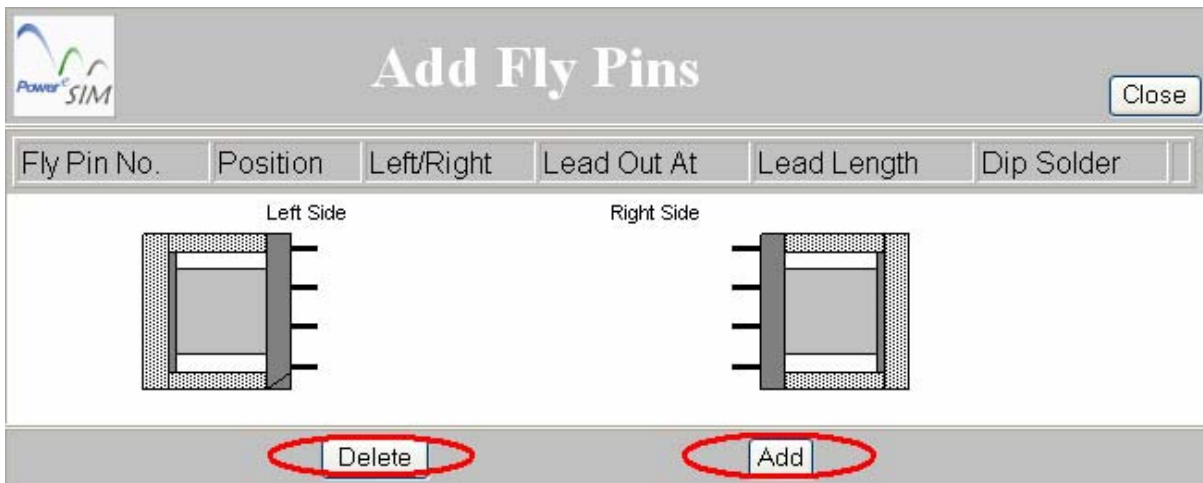 Power e SIM
Add Fly Pins
Close
Fly Pin No. Position Left/Right Lead Out At Lead Length Dip Solder
Left Side Right Side
Delete Add